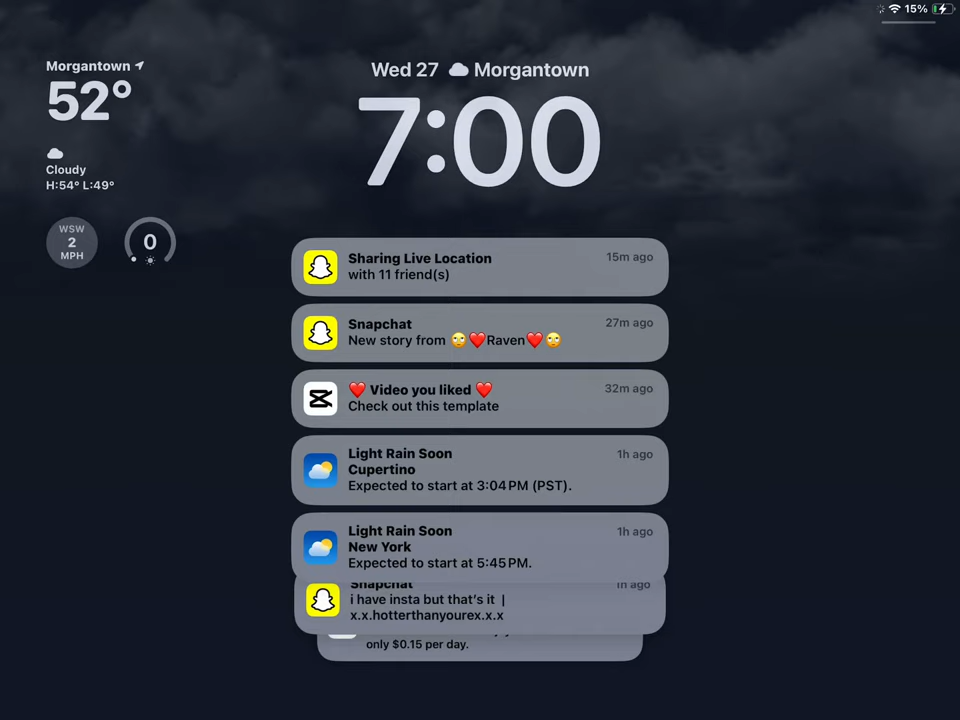 15%
Morgantown
52°
Cloudy
H:54° L:49°
WSW
2
MPH
0
Wed 27 Morgantown
7:00
Sharing Live Location
15m ago
with 11 friend(s)
Snapchat
27m ago
New story from 🙄❤️Raven❤️🙄
❤️ Video you liked ❤️
32m ago
Check out this template
Light Rain Soon
1h ago
Cupertino
Expected to start at 3:04 PM (PST).
Light Rain Soon
1h ago
New York
Expected to start at 5:45 PM.
Snapchat
1h ago
i have insta but that's it |
x.x.hotterthanyourex.x.x
only $0.15 per day.